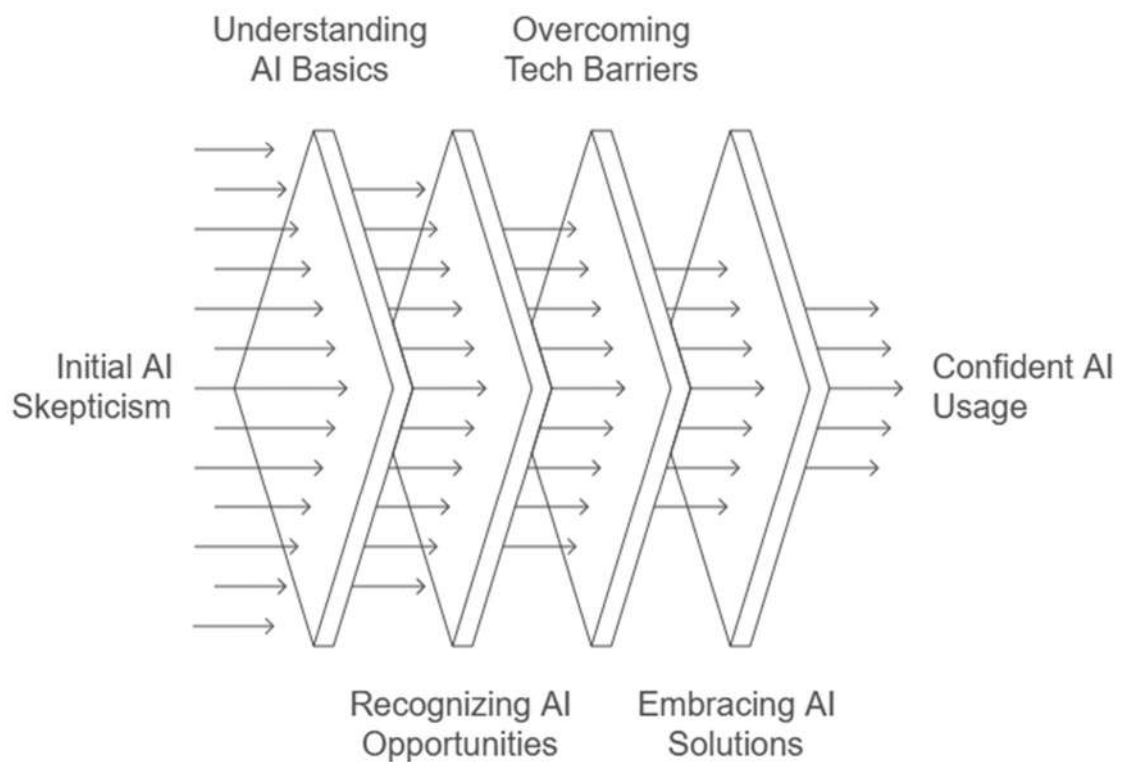 Understanding
AI Basics
Overcoming
Tech Barriers
Initial AI
Skepticism
Confident AI
Usage
Recognizing AI
Opportunities
Embracing AI
Solutions